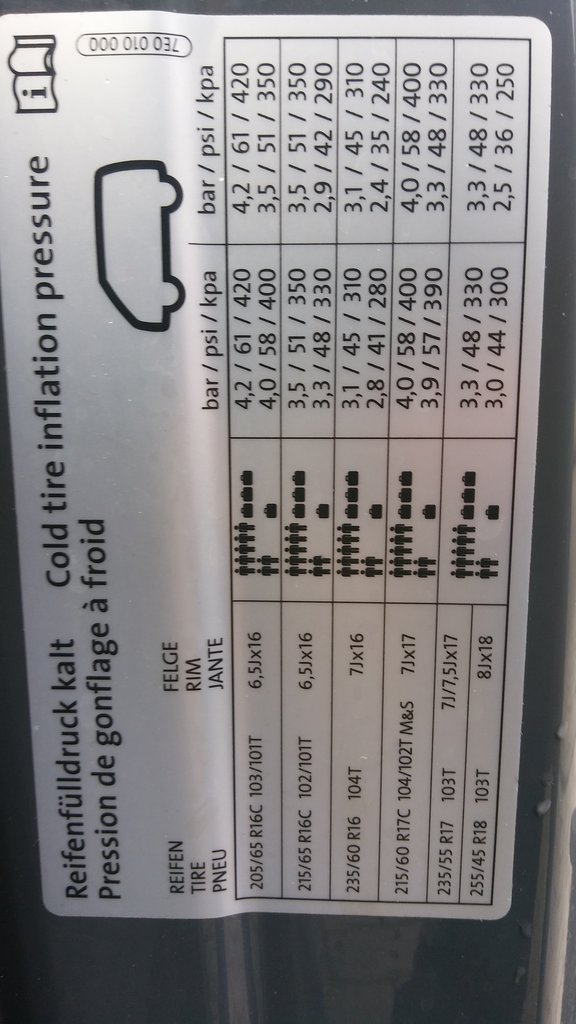 Reifenfülldruck kalt Cold tire inflation pressure
Pression de gonflage à froid
i
7E0 010 000
REIFEN FELGE
TIRE RIM
PNEU JANTE bar / psi / kpa bar / psi / kpa
205/65 R16C 103/101T 6,5Jx16 4,2 / 61 / 420 4,2 / 61 / 420
4,0 / 58 / 400 3,5 / 51 / 350
215/65 R16C 102/101T 6,5Jx16 3,5 / 51 / 350 3,5 / 51 / 350
3,3 / 48 / 330 2,9 / 42 / 290
235/60 R16 104T 7Jx16 3,1 / 45 / 310 3,1 / 45 / 310
2,8 / 41 / 280 2,4 / 35 / 240
215/60 R17C 104/102T M&S 7Jx17 4,0 / 58 / 400 4,0 / 58 / 400
3,9 / 57 / 390 3,3 / 48 / 330
235/55 R17 103T 7J/7,5Jx17 3,3 / 48 / 330 3,3 / 48 / 330
255/45 R18 103T 8Jx18 3,0 / 44 / 300 2,5 / 36 / 250